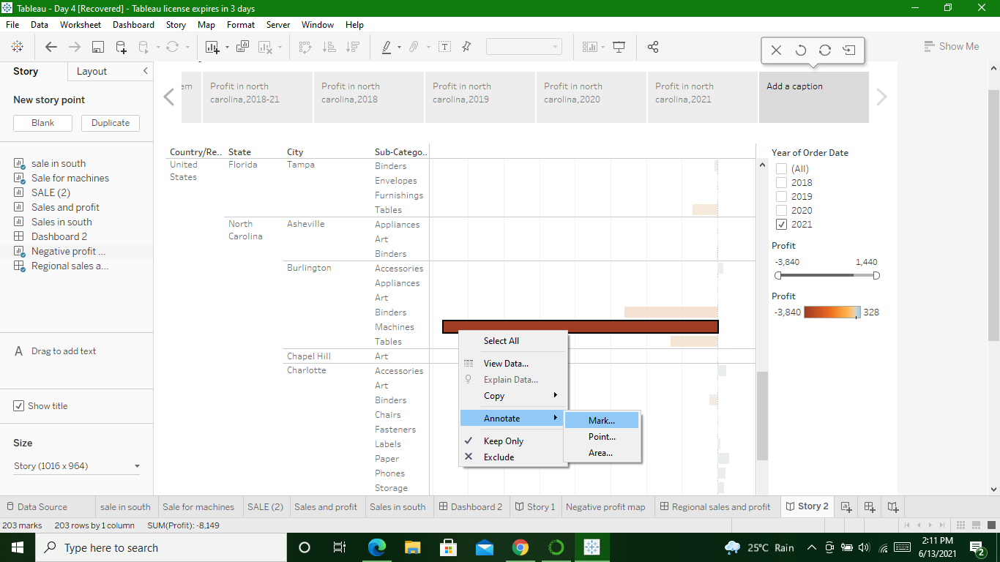 Tableau - Day 4 [Recovered] - Tableau license expires in 3 days
File Data Worksheet Dashboard Story Map Format Server Window Help
Show Me
Story Layout
New story point
Blank Duplicate
sale in south
Sale for machines
SALE (2)
Sales and profit
Sales in south
Dashboard 2
Negative profit ...
Regional sales a...
A Drag to add text
Show title
Size
Story (1016 x 964)
em
Profit in north
carolina,2018-21
Profit in north
carolina,2018
Profit in north
carolina,2019
Profit in north
carolina,2020
Profit in north
carolina,2021
Add a caption
Country/Re.. State City Sub-Catego..
United
States
Florida Tampa Binders
Envelopes
Furnishings
Tables
North
Carolina
Asheville Appliances
Art
Binders
Burlington Accessories
Appliances
Art
Binders
Machines
Tables
Chapel Hill Art
Charlotte Accessories
Art
Binders
Chairs
Fasteners
Labels
Paper
Phones
Storage
Select All
View Data...
Explain Data...
Copy
Annotate
Keep Only
Exclude
Mark...
Point...
Area...
Year of Order Date
(All)
2018
2019
2020
2021
Profit
-3,840 1,440
Profit
-3,840 328
Data Source sale in south Sale for machines SALE (2) Sales and profit Sales in south Dashboard 2 Story 1 Negative profit map Regional sales and profit Story 2
203 marks 203 rows by 1 column SUM(Profit): -8,149
Type here to search
25°C Rain
2:11 PM
6/13/2021
2